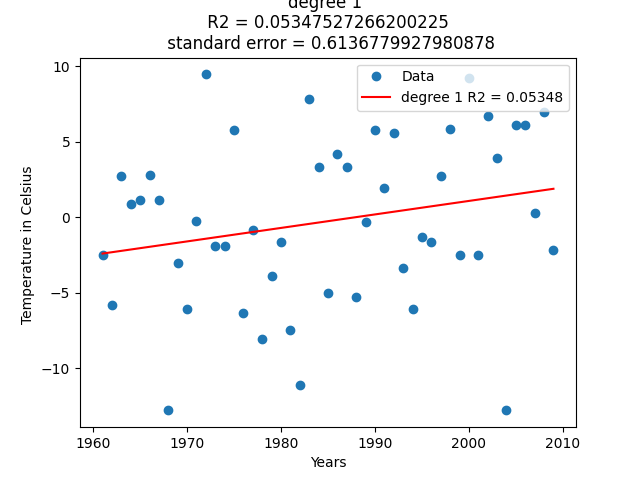 degree 1
R2 = 0.05347527266200225
standard error = 0.6136779927980878
10
5
0
−5
−10
Temperature in Celsius
Data
degree 1 R2 = 0.05348
1960 1970 1980 1990 2000 2010
Years